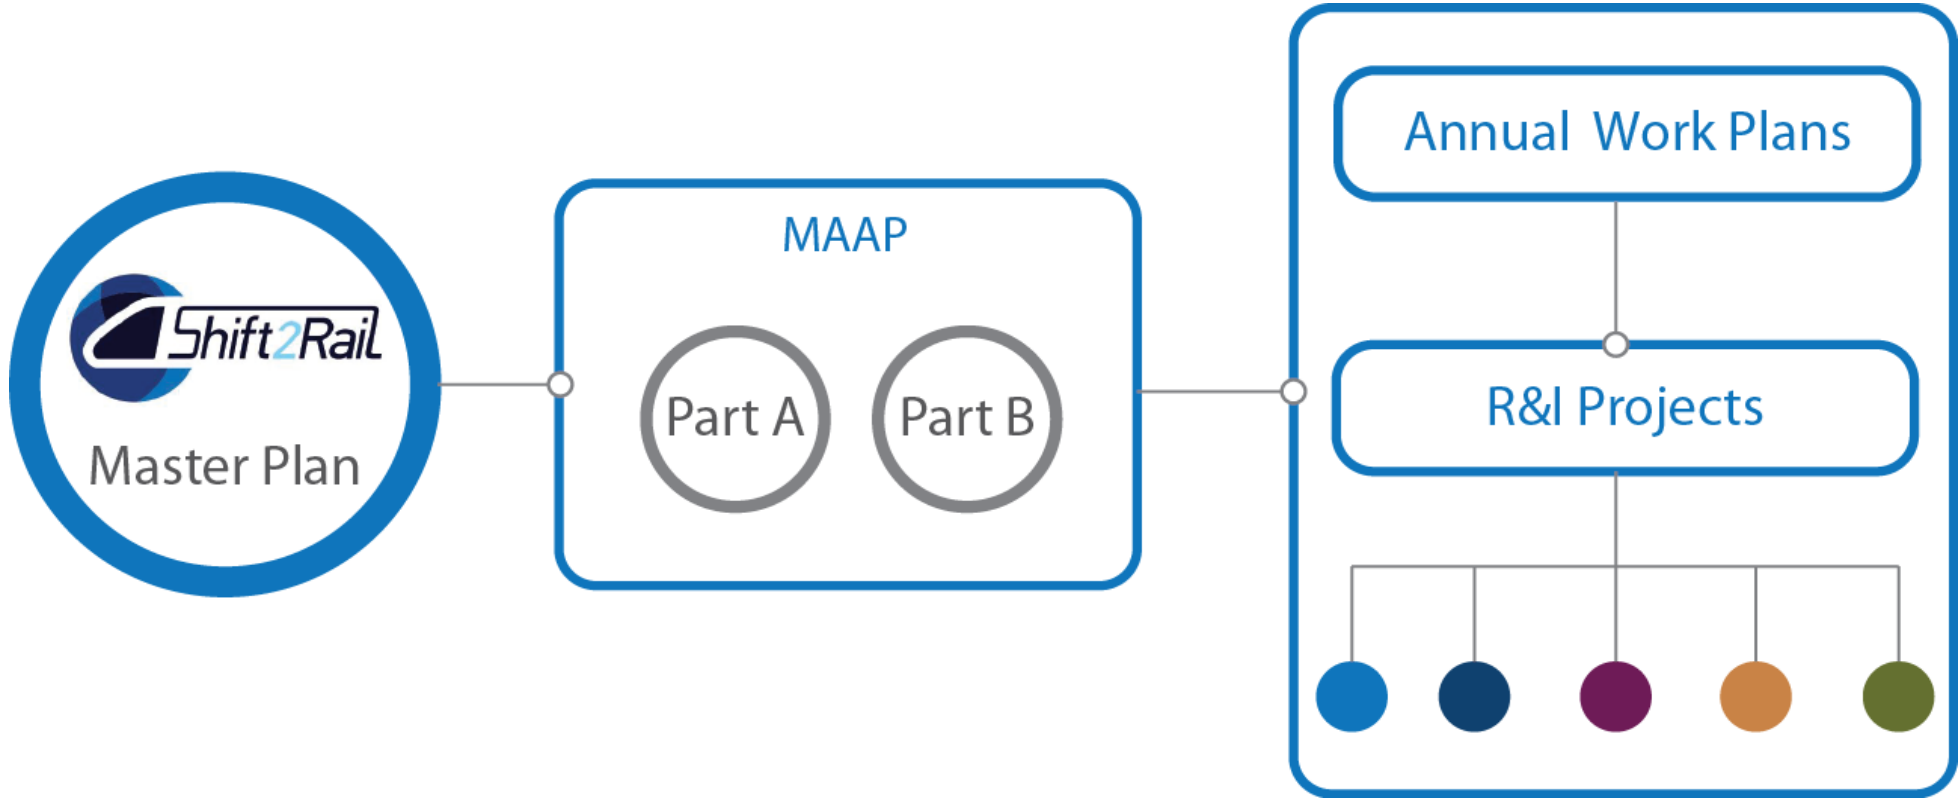 Shift2Rail
Master Plan
MAAP
Part A
Part B
Annual Work Plans
R&I Projects